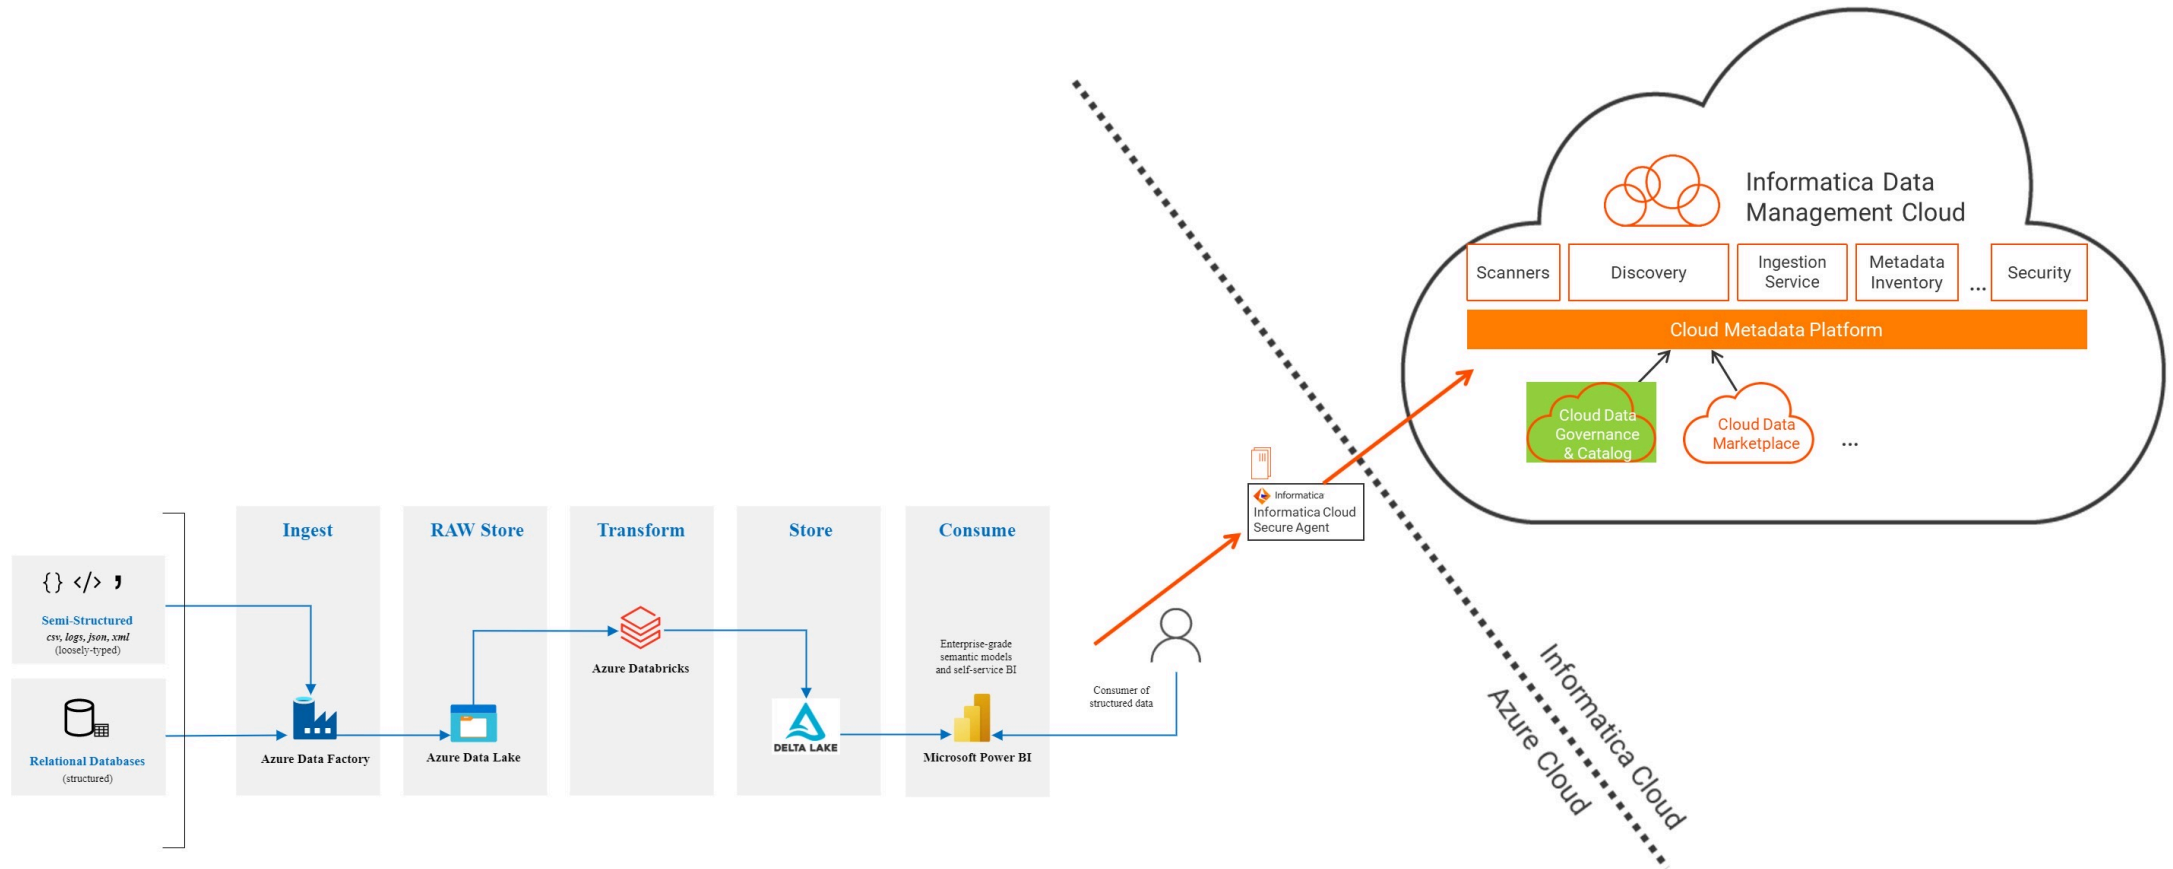 Informatica Data
Management Cloud
Scanners
Discovery
Ingestion
Service
Metadata
Inventory
...
Security
Cloud Metadata Platform
Cloud Data
Governance
& Catalog
Cloud Data
Marketplace
...
Informatica
Informatica Cloud
Secure Agent
Informatica Cloud
Azure Cloud
{} </> ,
Semi-Structured
csv, logs, json, xml
(loosely-typed)
Relational Databases
(structured)
Ingest
Azure Data Factory
RAW Store
Azure Data Lake
Transform
Azure Databricks
Store
DELTA LAKE
Consume
Enterprise-grade
semantic models
and self-service BI
Microsoft Power BI
Consumer of
structured data